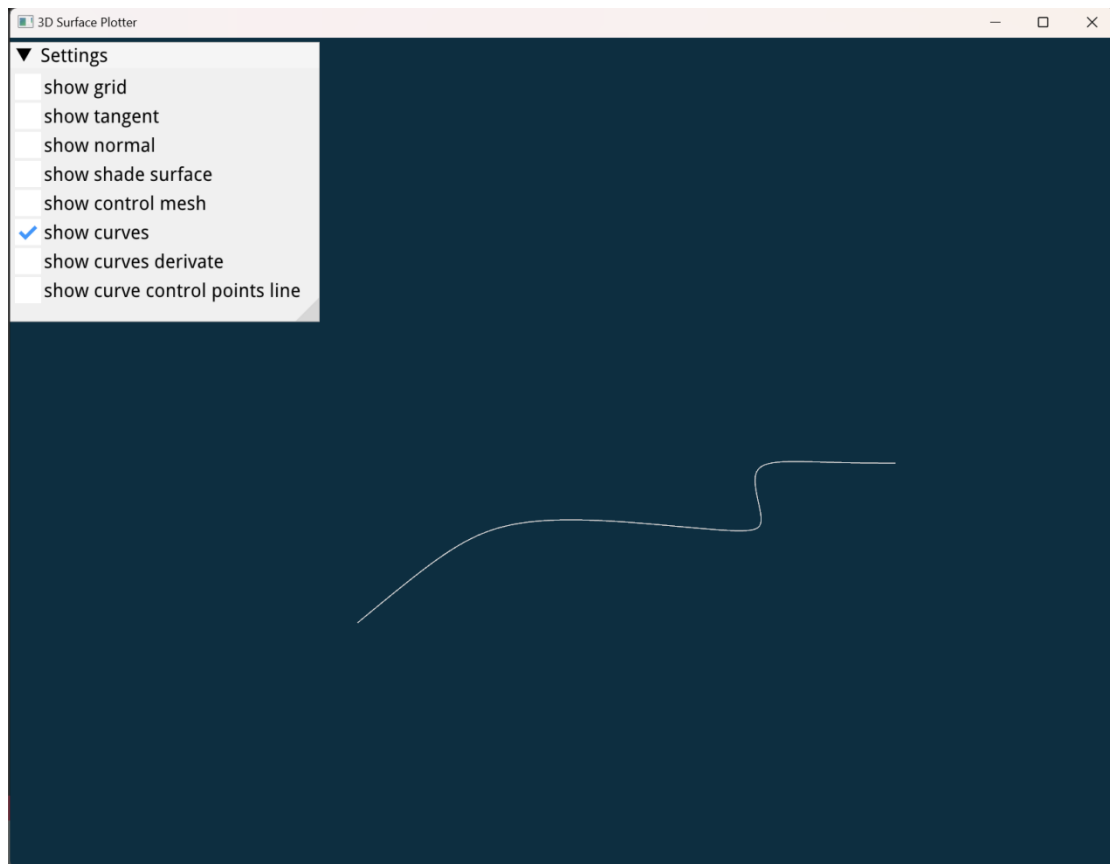 3D Surface Plotter
Settings
show grid
show tangent
show normal
show shade surface
show control mesh
show curves
show curves derivate
show curve control points line